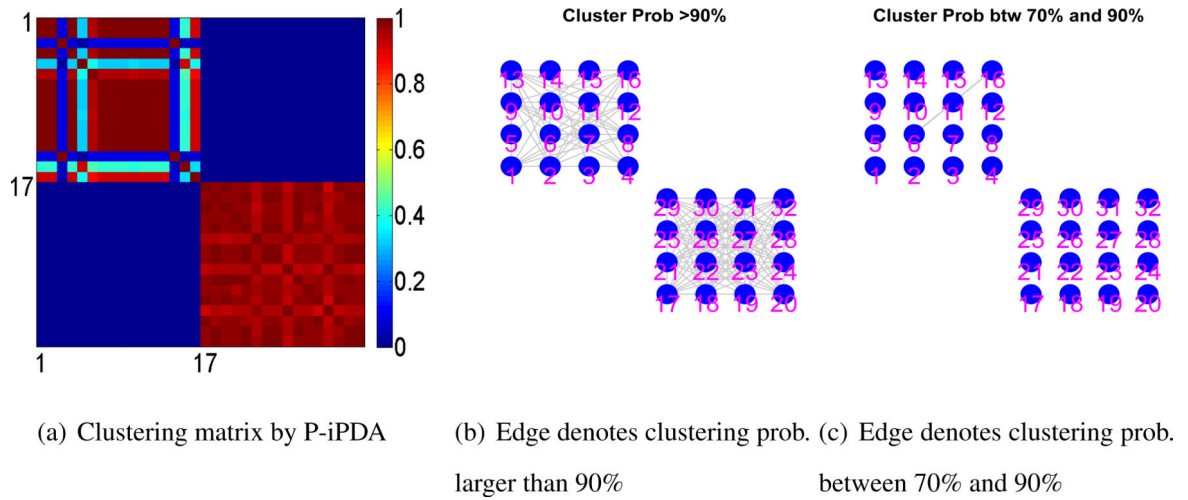 Cluster Prob >90%
Cluster Prob btw 70% and 90%
1
17
1
17
1
0.8
0.6
0.4
0.2
0
13 14 15 16
9 10 11 12
5 6 7 8
1 2 3 4
29 30 31 32
25 26 27 28
21 22 23 24
17 18 19 20
13 14 15 16
9 10 11 12
5 6 7 8
1 2 3 4
29 30 31 32
25 26 27 28
21 22 23 24
17 18 19 20
(a) Clustering matrix by P-iPDA
(b) Edge denotes clustering prob.
larger than 90%
(c) Edge denotes clustering prob.
between 70% and 90%